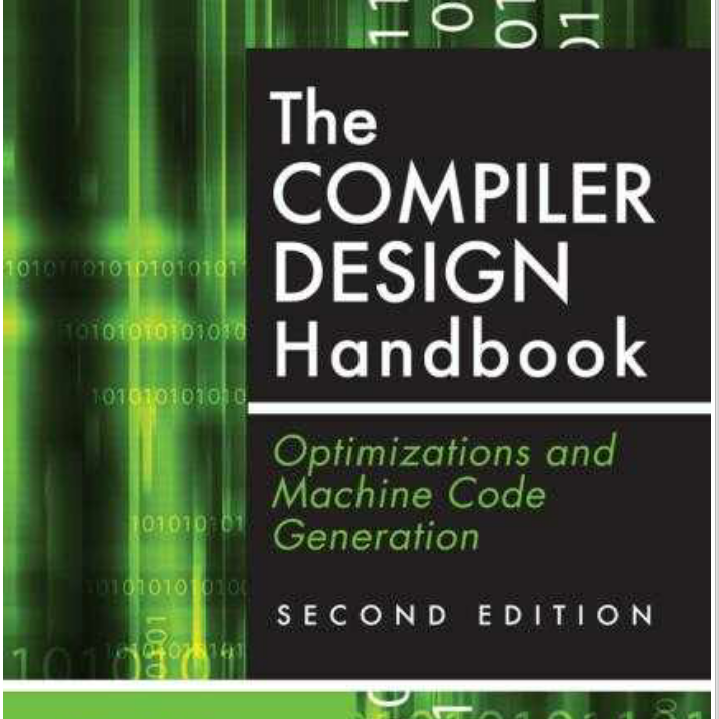 The
COMPILER
DESIGN
Handbook
Optimizations and
Machine Code
Generation
SECOND EDITION